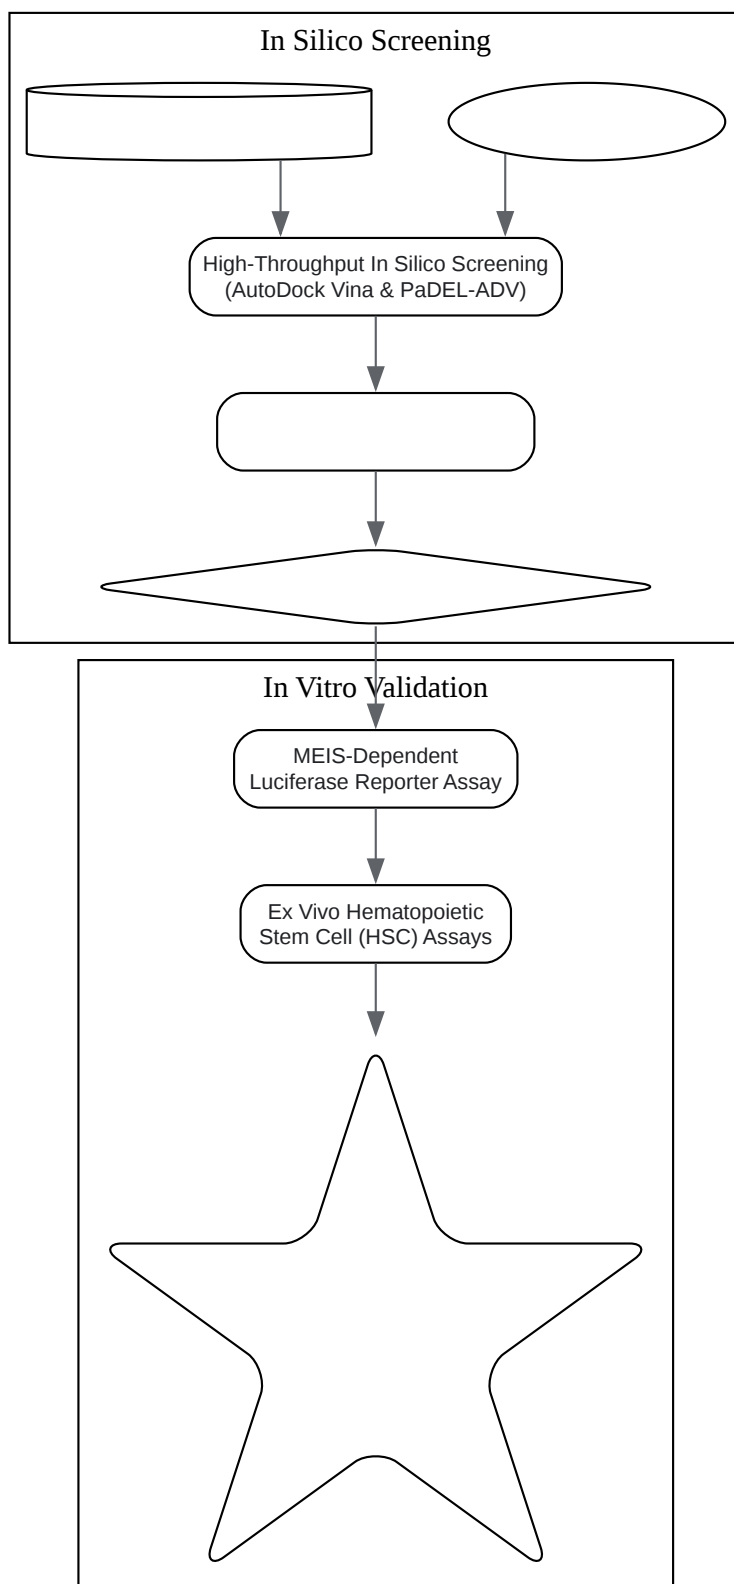 In Silico Screening
High-Throughput In Silico Screening
(AutoDock Vina & PaDEL-ADV)
In Vitro Validation
MEIS-Dependent
Luciferase Reporter Assay
Ex Vivo Hematopoietic
Stem Cell (HSC) Assays